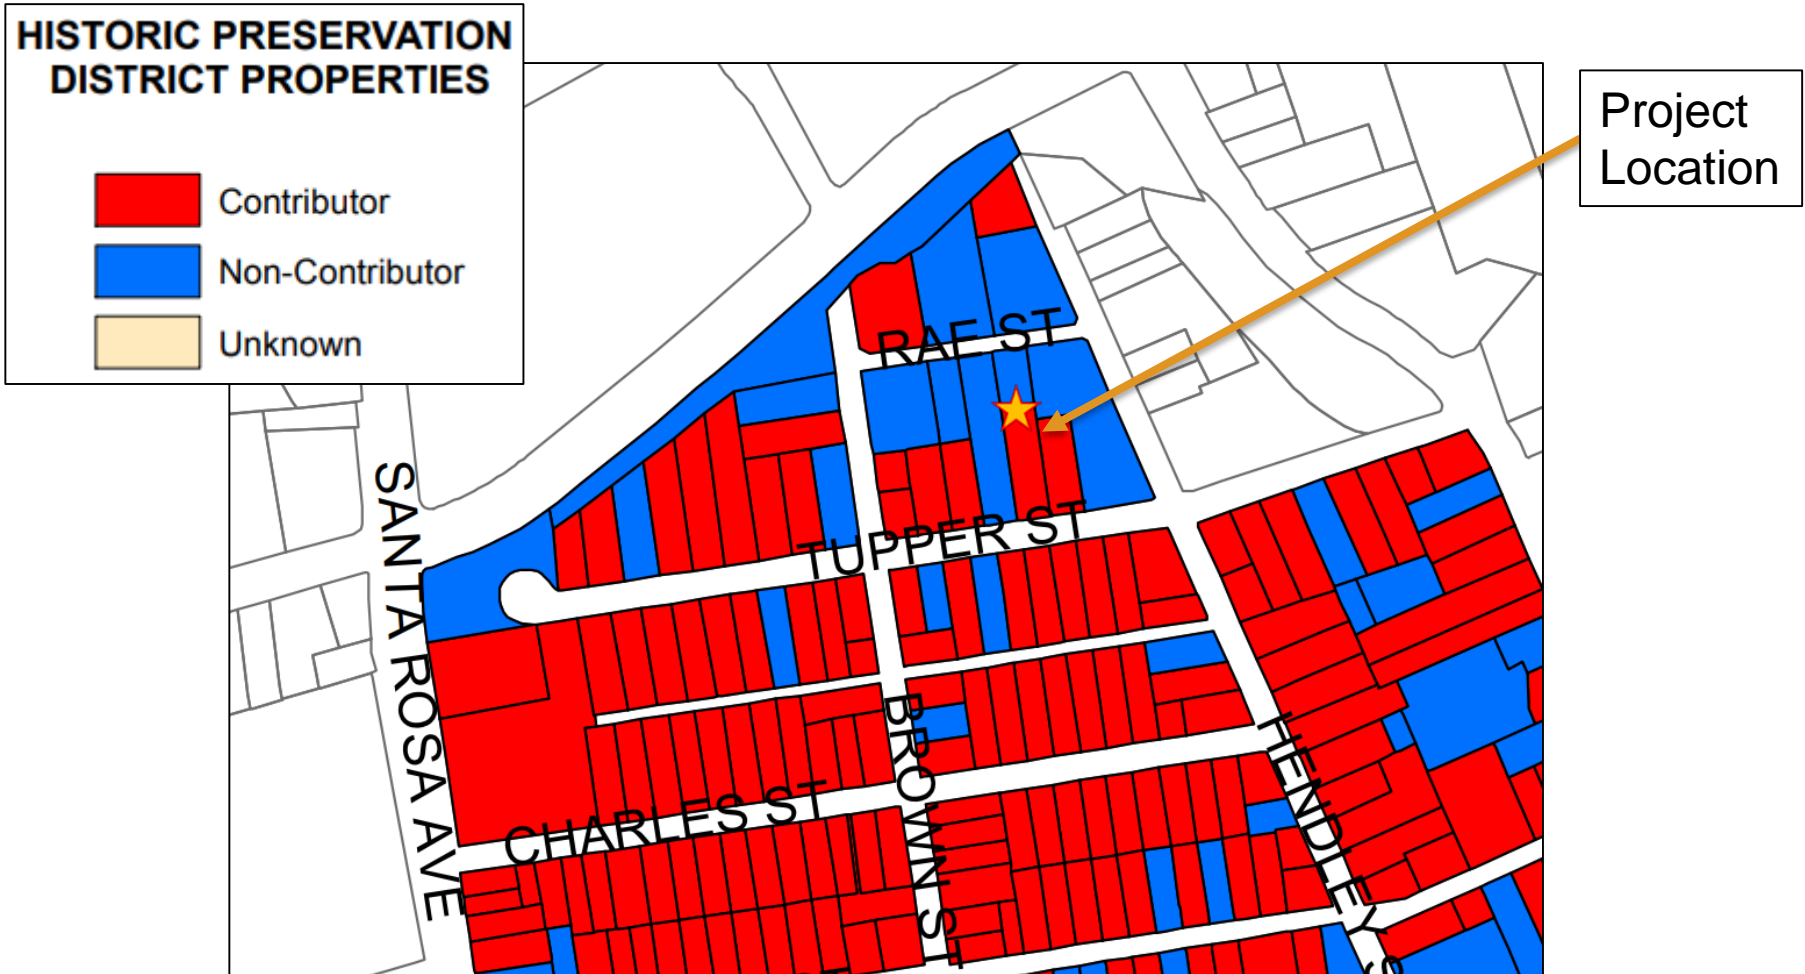 HISTORIC PRESERVATION
DISTRICT PROPERTIES
Contributor
Non-Contributor
Unknown
Project
Location
RAE ST
TUPPER ST
SANTA ROSA AVE
BROWN ST
HENDLEY S
CHARLES ST